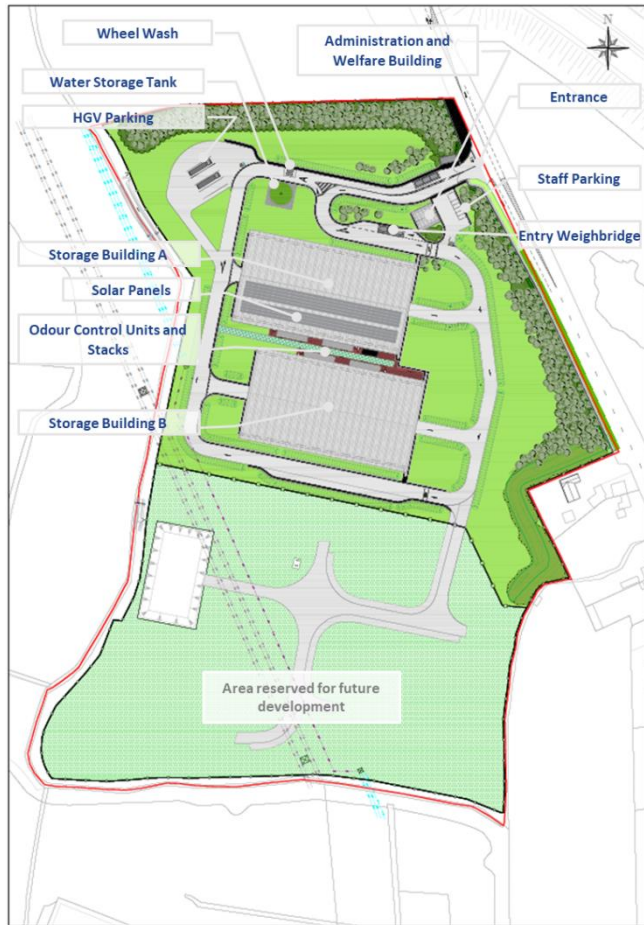 N
Wheel Wash
Administration and
Welfare Building
Water Storage Tank
Entrance
HGV Parking
Staff Parking
Entry Weighbridge
Storage Building A
Solar Panels
Odour Control Units and
Stacks
Storage Building B
Area reserved for future
development